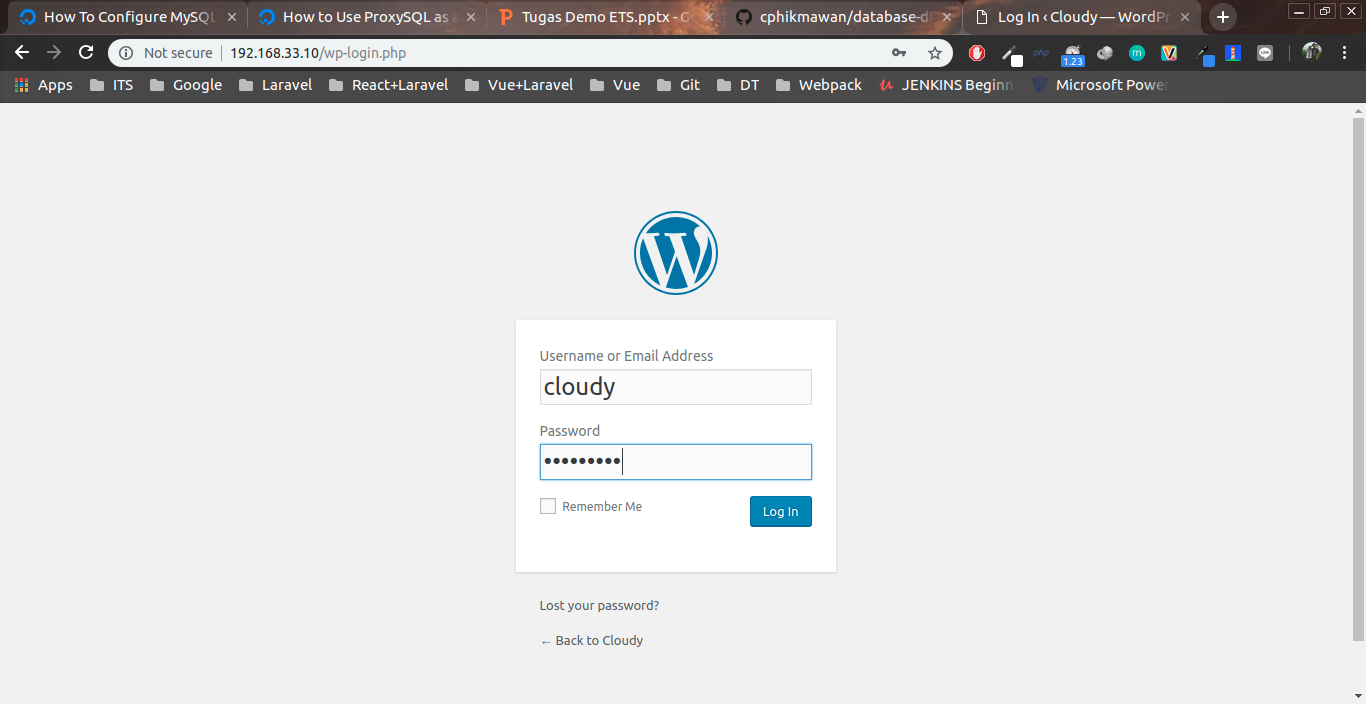 How To Configure MySQL
How to Use ProxySQL as a
Tugas Demo ETS.pptx - G
cphikmawan/database-di
Log In ‹ Cloudy — WordPr
Not secure
192.168.33.10/wp-login.php
php
1.23
m
Apps
ITS
Google
Laravel
React+Laravel
Vue+Laravel
Vue
Git
DT
Webpack
JENKINS Beginn
Microsoft Power
Username or Email Address
cloudy
Password
•••••••••
Remember Me
Log In
Lost your password?
← Back to Cloudy